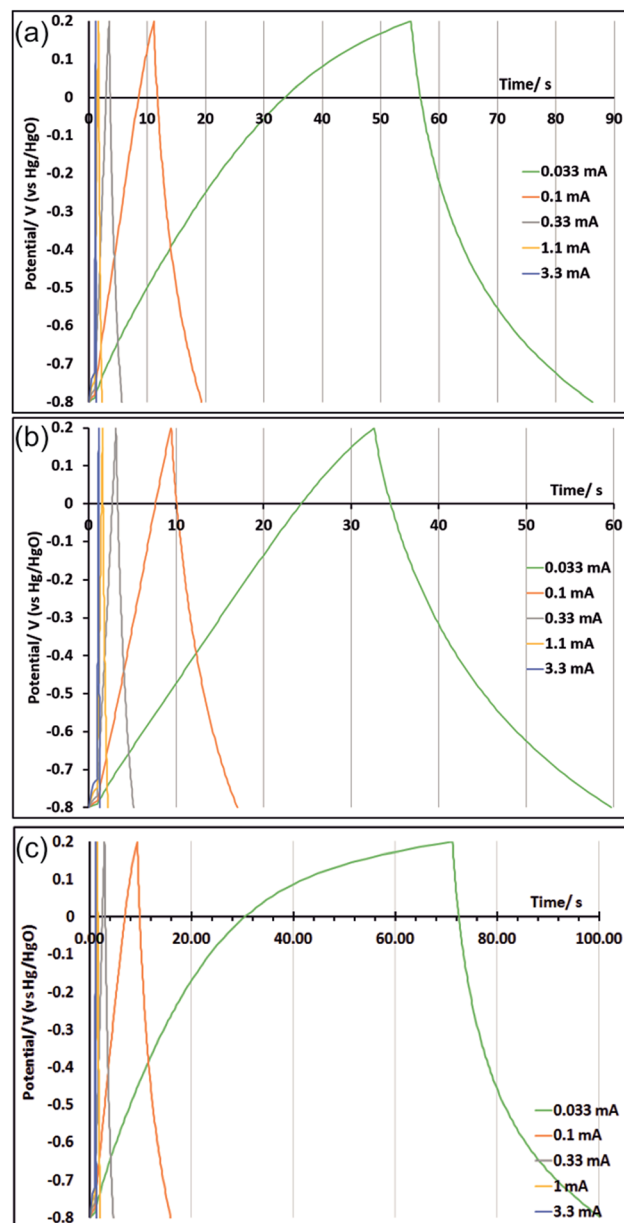 (a)
0.2
0.1
Time/ s
0
0 10 20 30 40 50 60 70 80 90
-0.1
-0.2
-0.3
-0.4
-0.5
-0.6
-0.7
-0.8
Potential/ V (vs Hg/HgO)
0.033 mA
0.1 mA
0.33 mA
1.1 mA
3.3 mA
(b)
0.2
0.1
Time/ s
0
0 10 20 30 40 50 60
-0.1
-0.2
-0.3
-0.4
-0.5
-0.6
-0.7
-0.8
Potential/ V (vs Hg/HgO)
0.033 mA
0.1 mA
0.33 mA
1.1 mA
3.3 mA
(c)
0.2
0.1
Time/ s
0
0.00 20.00 40.00 60.00 80.00 100.00
-0.1
-0.2
-0.3
-0.4
-0.5
-0.6
-0.7
-0.8
Potential/ V (vs Hg/HgO)
0.033 mA
0.1 mA
0.33 mA
1 mA
3.3 mA